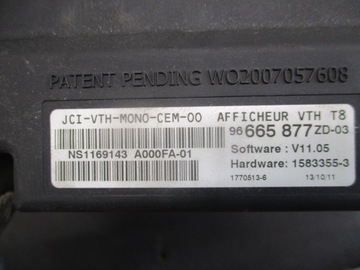 PATENT PENDING WO2007057608
JCI-VTH-MONO-CEM-00 AFFICHEUR VTH T8
96 665 877 ZD-03
NS1169143 A000FA-01
Software : V11.05
Hardware: 1583355-3
1770513-6 13/10/11